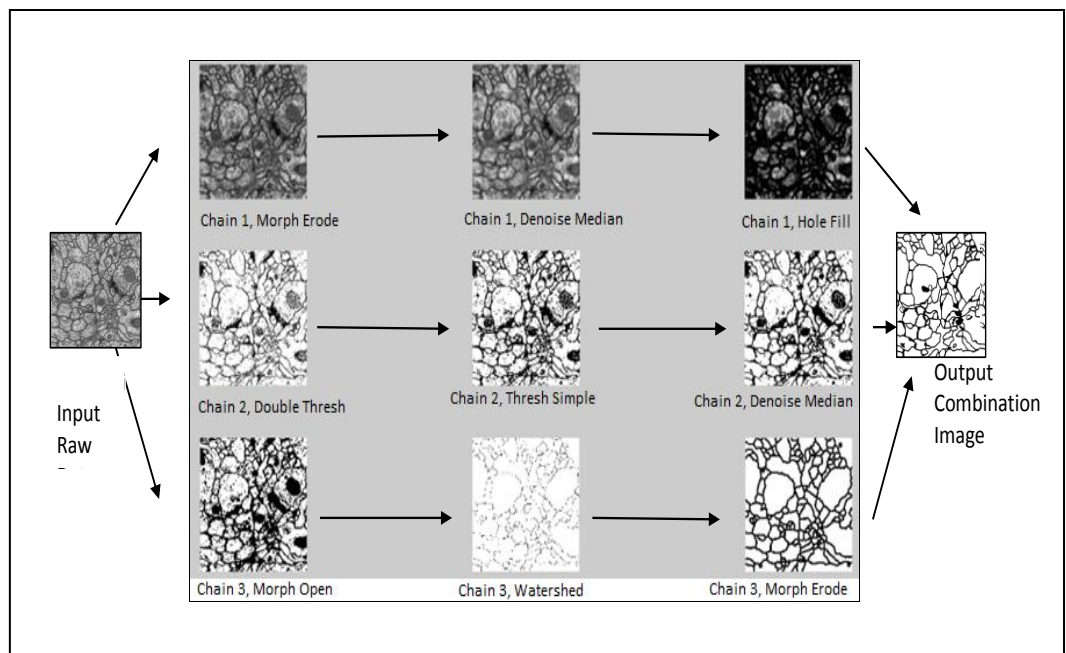 Chain 1, Morph Erode
Chain 1, Denoise Median
Chain 1, Hole Fill
Chain 2, Double Thresh
Chain 2, Thresh Simple
Chain 2, Denoise Median
Chain 3, Morph Open
Chain 3, Watershed
Chain 3, Morph Erode
Input
Raw
Output
Combination
Image